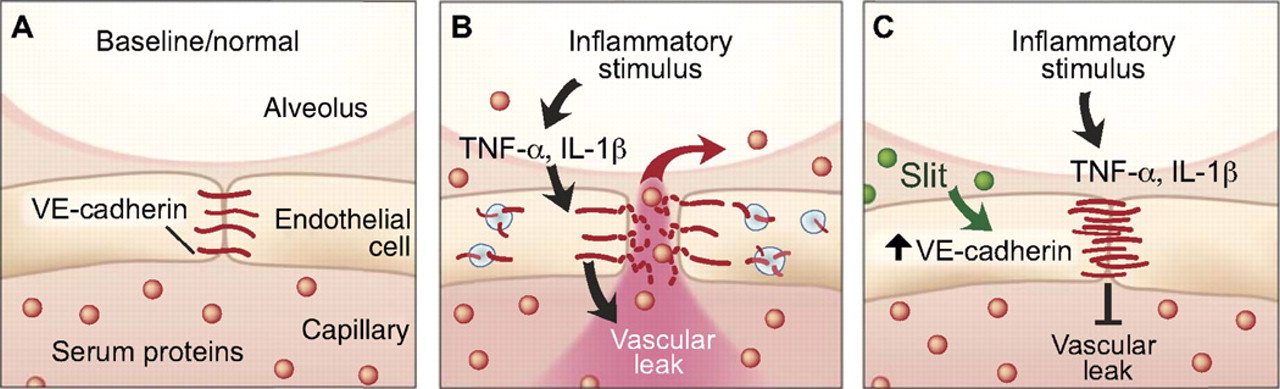 A
Baseline/normal
Alveolus
VE-cadherin
Endothelial
cell
Capillary
Serum proteins
B
Inflammatory
stimulus
TNF-α, IL-1β
Vascular
leak
C
Inflammatory
stimulus
TNF-α, IL-1β
Slit
VE-cadherin
Vascular
leak